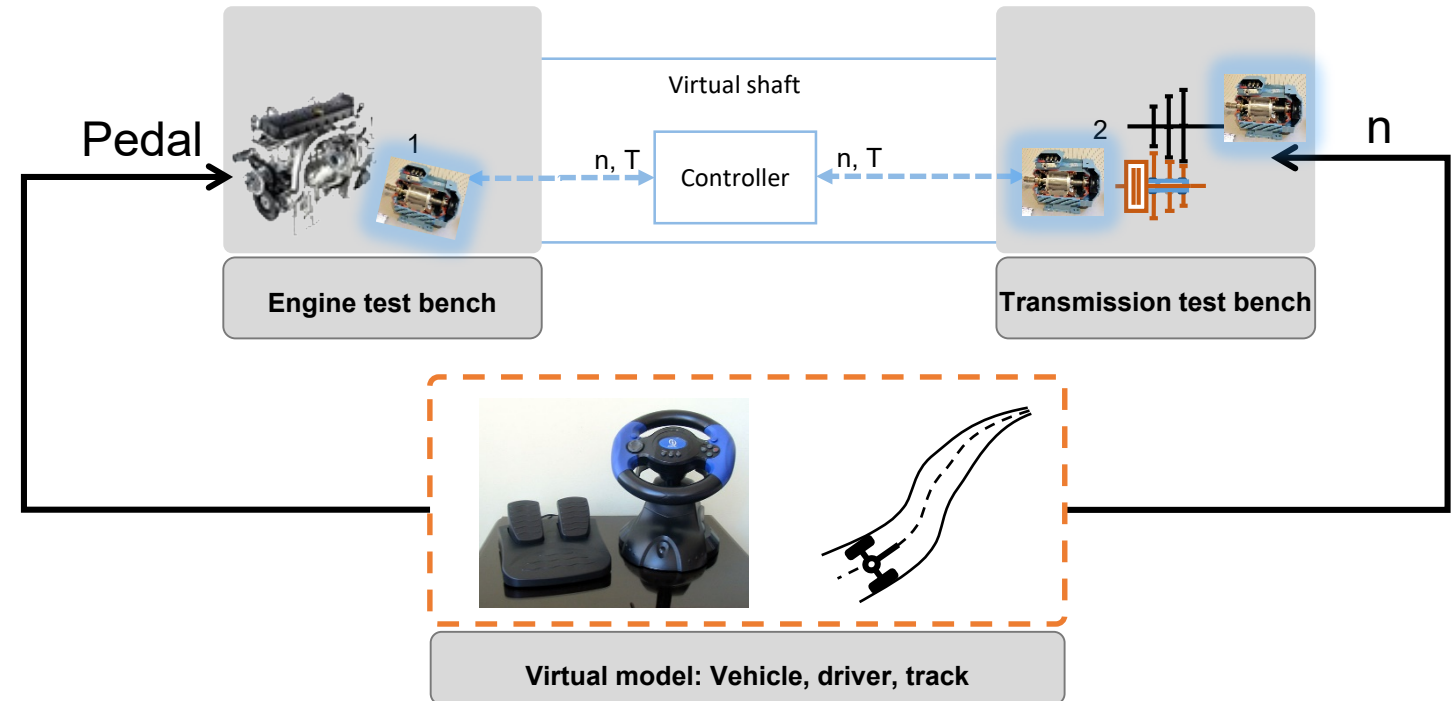 Virtual shaft
Pedal
1
n, T
Controller
n, T
2
n
Engine test bench
Transmission test bench
Virtual model: Vehicle, driver, track